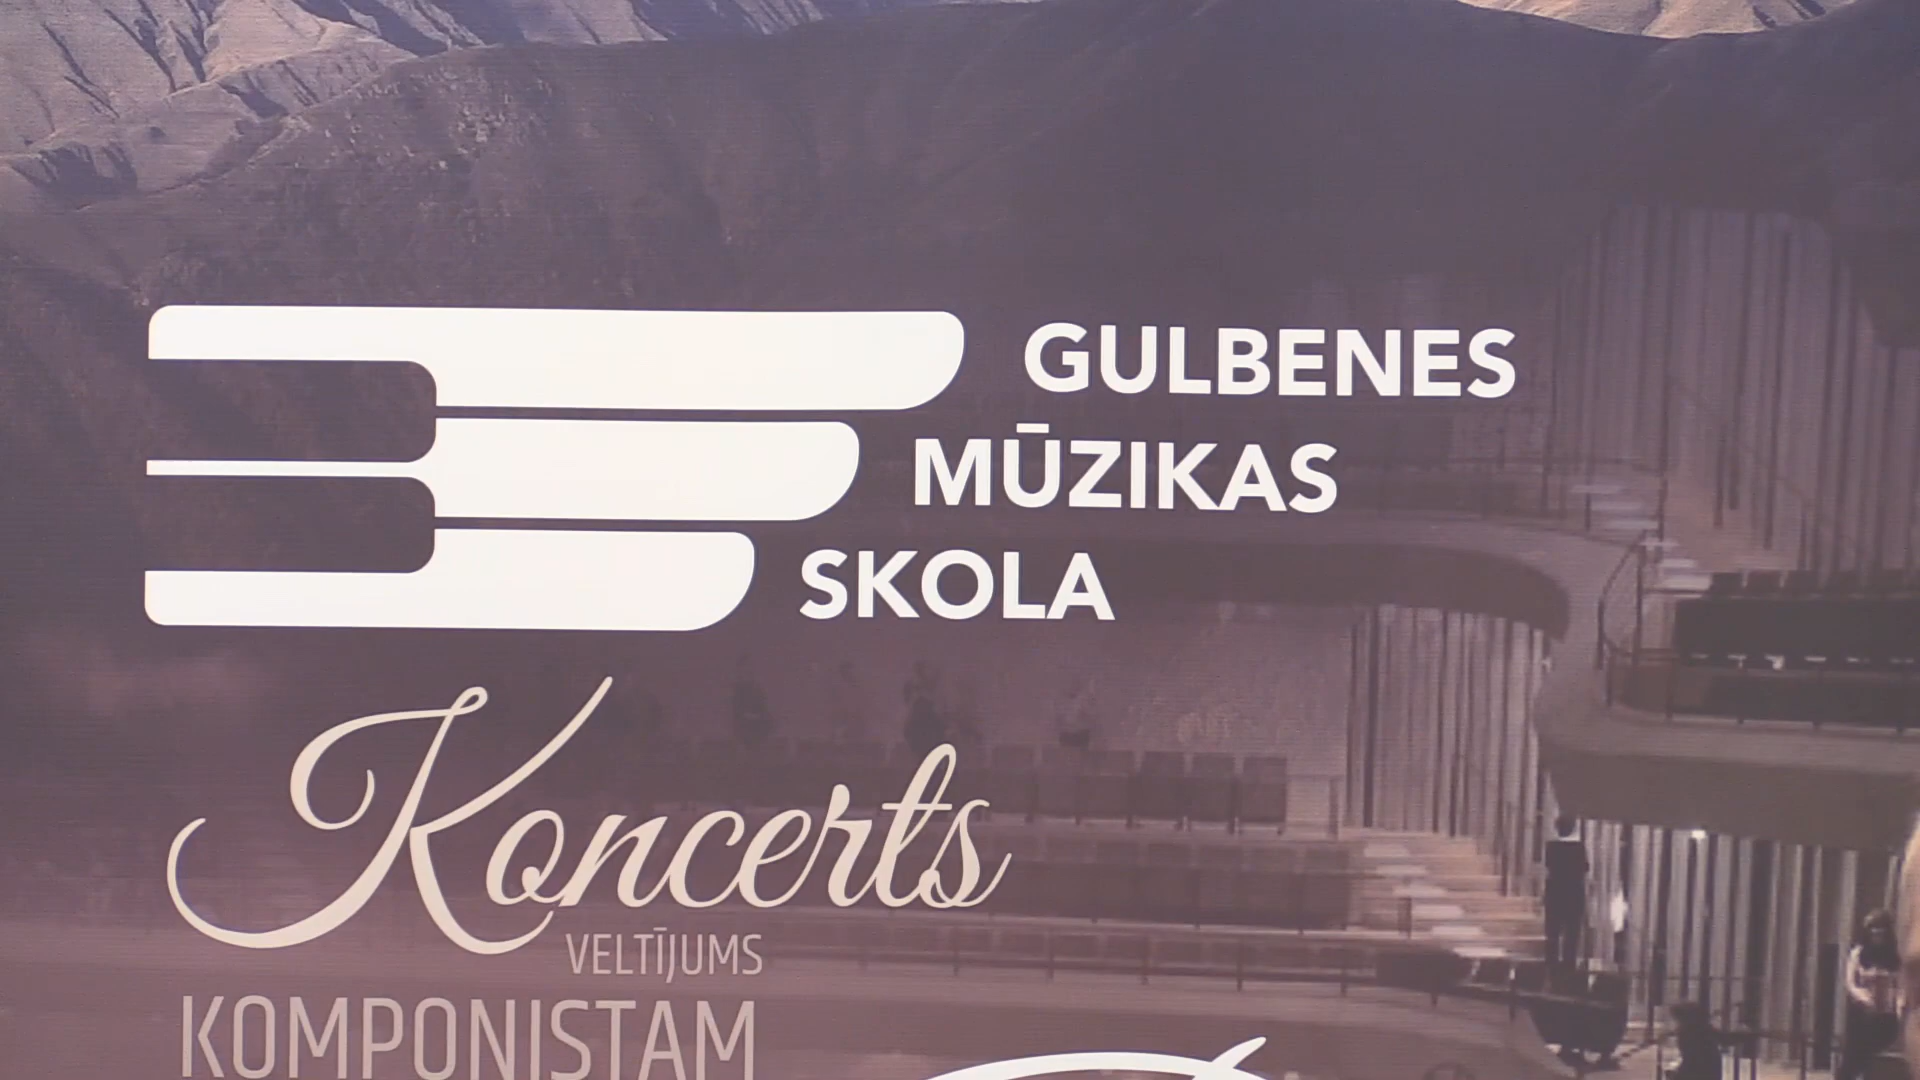 GULBENES
MŪZIKAS
SKOLA
Koncerts
VELTĪJUMS
KOMPONISTAM